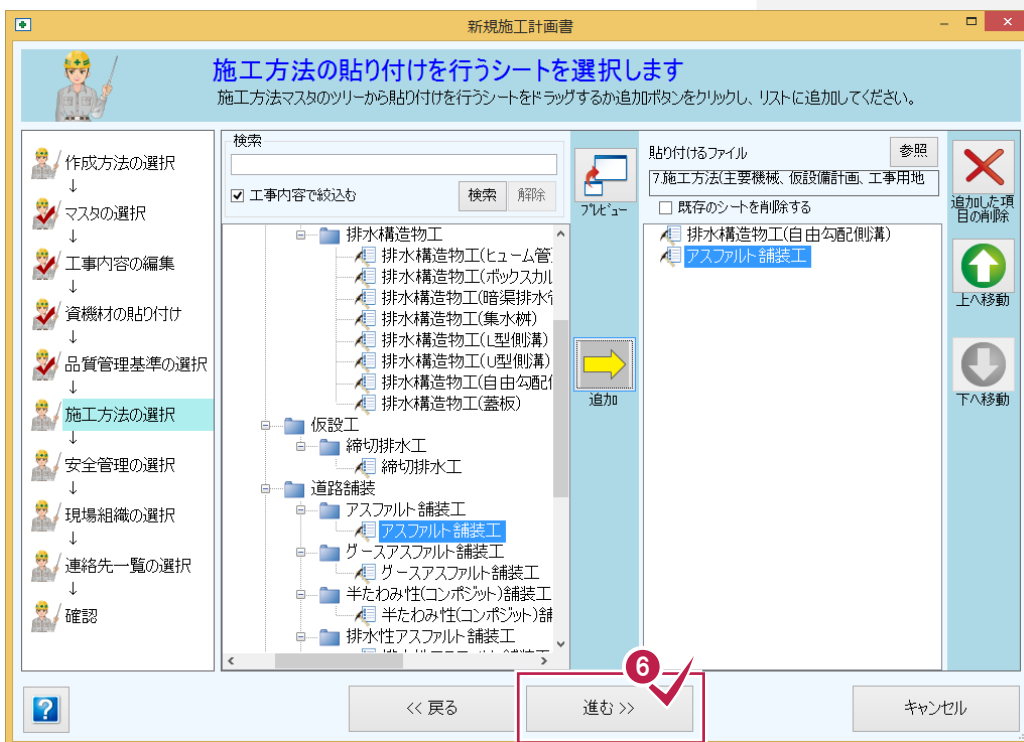 新規施工計画書
施工方法の貼り付けを行うシートを選択します
施工方法マスタのツリーから貼り付けを行うシートをドラッグするか追加ボタンをクリックし、リストに追加してください。
作成方法の選択
↓
マスタの選択
↓
工事内容の編集
↓
資機材の貼り付け
↓
品質管理基準の選択
↓
施工方法の選択
↓
安全管理の選択
↓
現場組織の選択
↓
連絡先一覧の選択
↓
確認
検索
工事内容で絞込む
検索
解除
排水構造物工
排水構造物工(ヒューム管
排水構造物工(ボックスカル
排水構造物工(暗渠排水
排水構造物工(集水桝)
排水構造物工(L型側溝)
排水構造物工(U型側溝)
排水構造物工(自由勾配
排水構造物工(蓋板)
仮設工
締切排水工
締切排水工
道路舗装
アスファルト舗装工
アスファルト舗装工
グースアスファルト舗装工
グースアスファルト舗装工
半たわみ性(コンポジット)舗装工
半たわみ性(コンポジット)舗
排水性アスファルト舗装工
プレビュー
追加
貼り付けるファイル
参照
7.施工方法(主要機械、仮設備計画、工事用地
既存のシートを削除する
排水構造物工(自由勾配側溝)
アスファルト舗装工
追加した項
目の削除
上へ移動
下へ移動
6
?
<< 戻る
進む >>
キャンセル